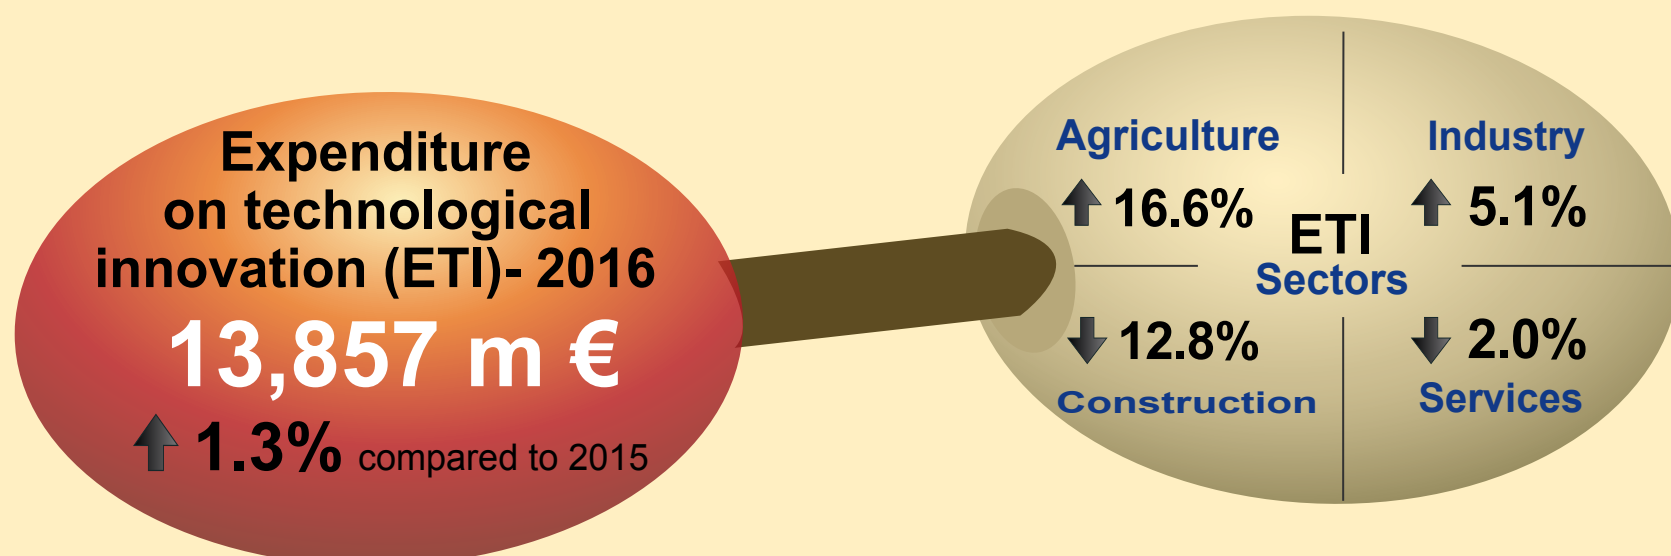 Expenditure
on technological
innovation (ETI)- 2016
13,857 m €
1.3% compared to 2015
Agriculture
16.6%
Industry
5.1%
ETI
Sectors
12.8%
Construction
2.0%
Services